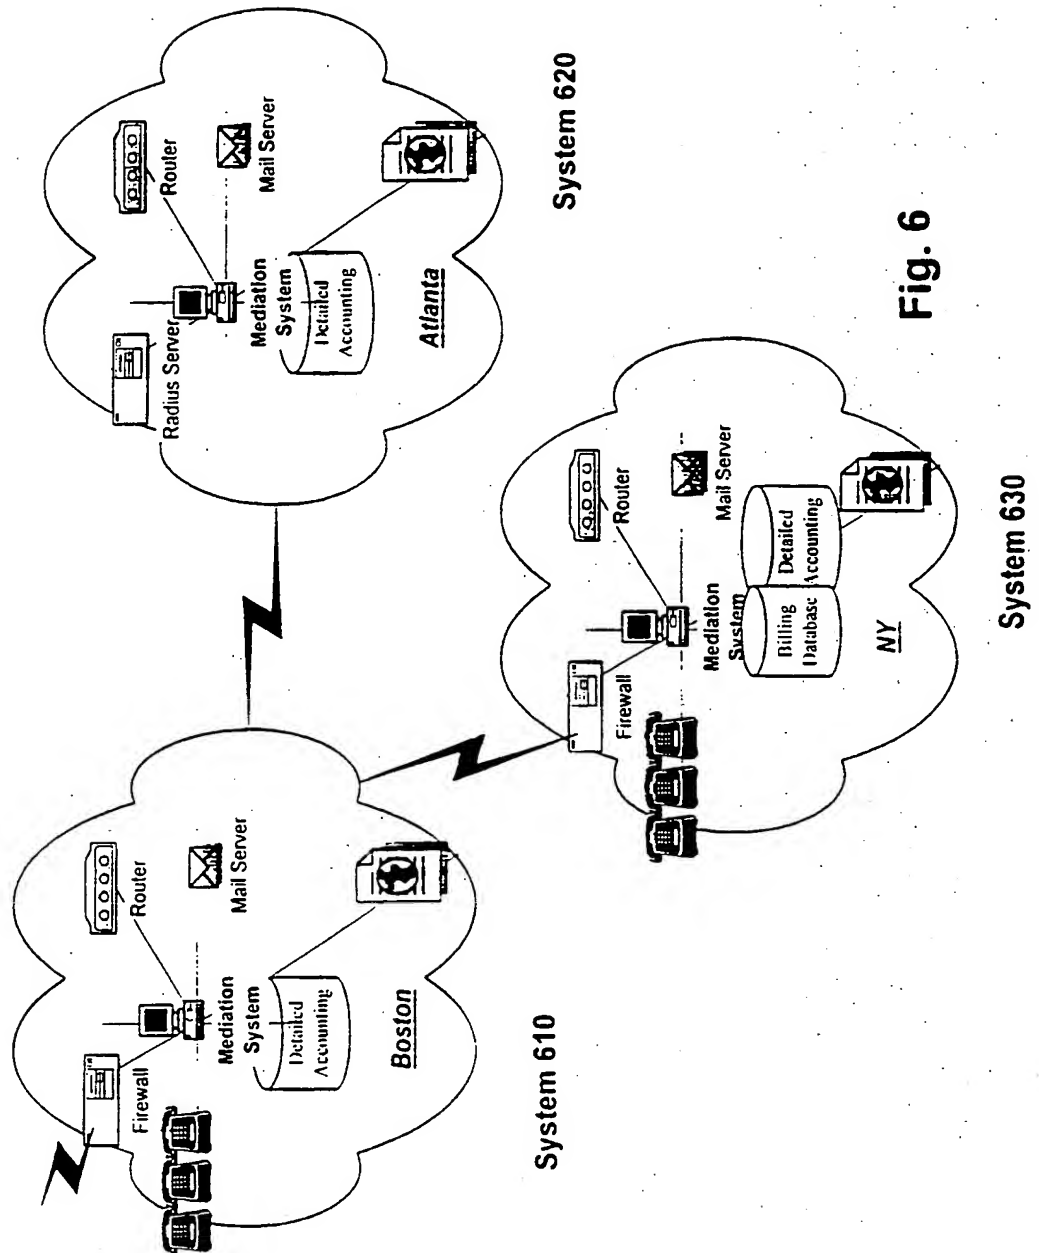 Firewall
Router
Mail Server
Mediation
System
Detailed
Accounting
Boston
System 610
Radius Server
Router
Mail Server
Mediation
System
Detailed
Accounting
Atlanta
System 620
Firewall
Router
Mail Server
Mediation
System
Billing
Database
Detailed
Accounting
NY
System 630
Fig. 6